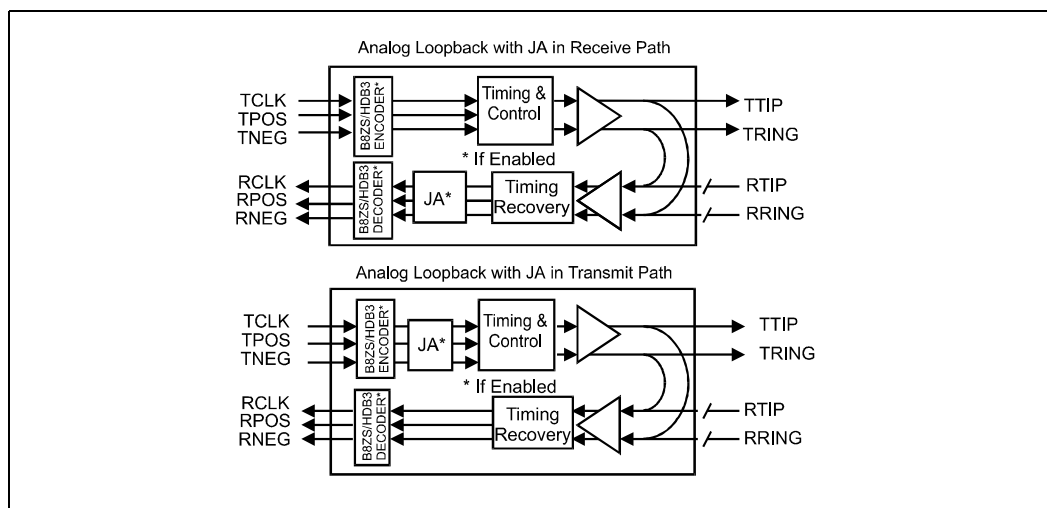 Analog Loopback with JA in Receive Path
TCLK
TPOS
TNEG
B8ZS/HDB3
ENCODER*
Timing &
Control
TTIP
TRING
* If Enabled
RCLK
RPOS
RNEG
B8ZS/HDB3
DECODER*
JA*
Timing
Recovery
RTIP
RRING
Analog Loopback with JA in Transmit Path
TCLK
TPOS
TNEG
B8ZS/HDB3
ENCODER*
JA*
Timing &
Control
TTIP
TRING
* If Enabled
RCLK
RPOS
RNEG
B8ZS/HDB3
DECODER*
Timing
Recovery
RTIP
RRING